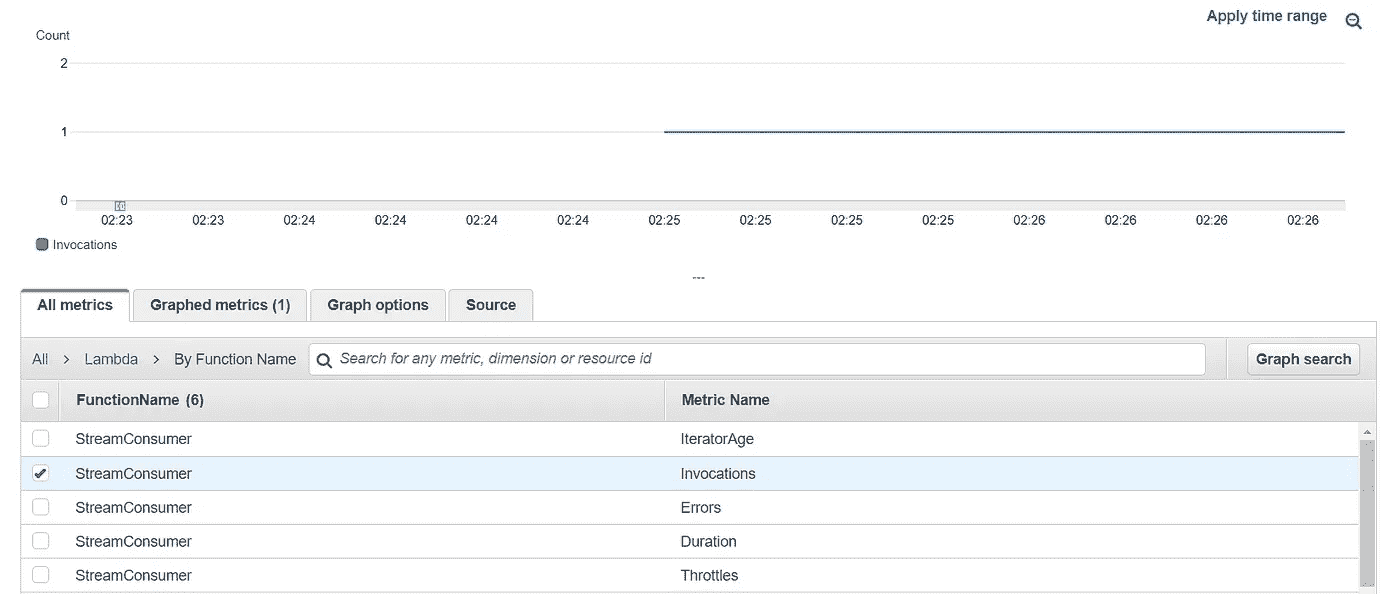 Apply time range
Count
2
1
0
02:23 02:23 02:24 02:24 02:24 02:24 02:25 02:25 02:25 02:25 02:26 02:26 02:26 02:26
Invocations
---
All metrics Graphed metrics (1) Graph options Source
All > Lambda > By Function Name Search for any metric, dimension or resource id Graph search
FunctionName (6) Metric Name
StreamConsumer IteratorAge
StreamConsumer Invocations
StreamConsumer Errors
StreamConsumer Duration
StreamConsumer Throttles